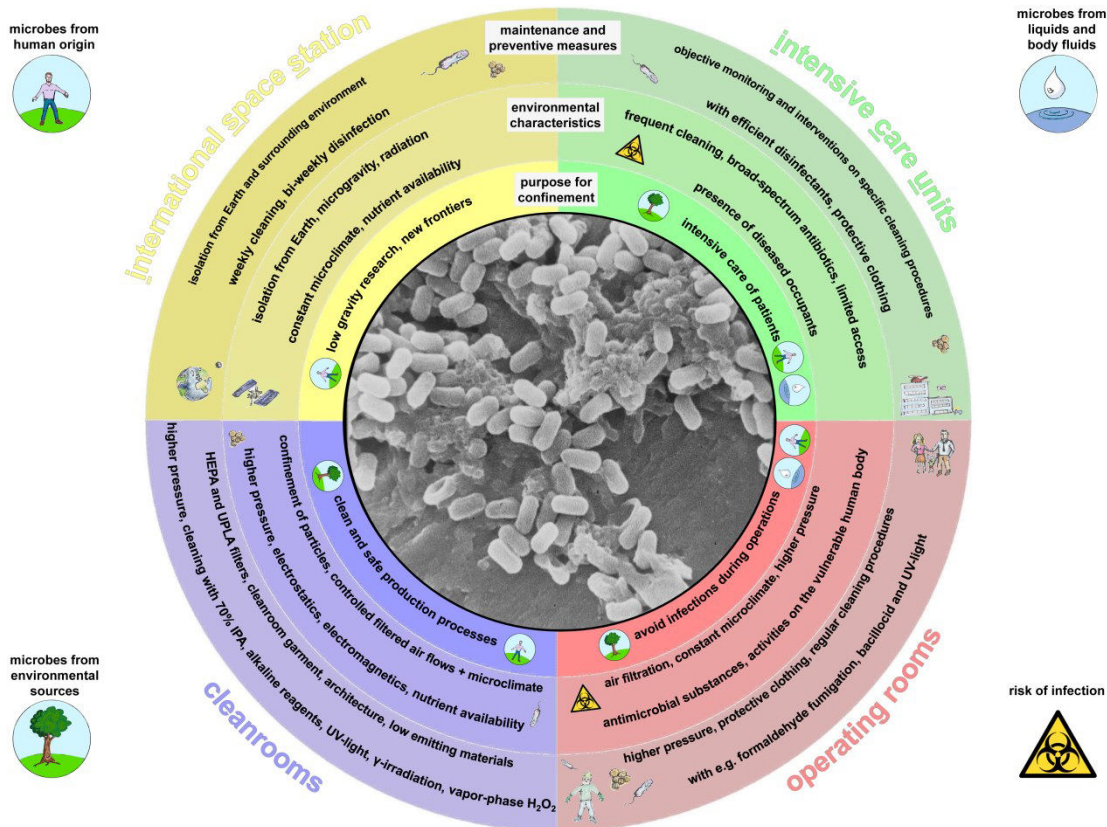 microbes from
human origin
microbes from
liquids and
body fluids
microbes from
environmental
sources
risk of infection
maintenance and
preventive measures
environmental
characteristics
purpose for
confinement
international space station
isolation from Earth and surrounding environment
weekly cleaning, bi-weekly disinfection
isolation from Earth, microgravity, radiation
constant microclimate, nutrient availability
low gravity research, new frontiers
intensive care units
objective monitoring and interventions on specific cleaning procedures
with efficient disinfectants, protective clothing
frequent cleaning, broad-spectrum antibiotics, limited access
presence of diseased occupants
intensive care of patients
cleanrooms
clean and safe production processes
confinement of particles, controlled filtered air flows + microclimate
higher pressure, electrostatics, electromagnetics, nutrient availability
HEPA and UPLA filters, cleanroom garment, architecture, low emitting materials
higher pressure, cleaning with 70% IPA, alkaline reagents, UV-light, γ-irradiation, vapor-phase H₂O₂
operating rooms
avoid infections during operations
air filtration, constant microclimate, higher pressure
antimicrobial substances, activities on the vulnerable human body
higher pressure, protective clothing, regular cleaning procedures
with e.g. formaldehyde fumigation, bacillocid and UV-light